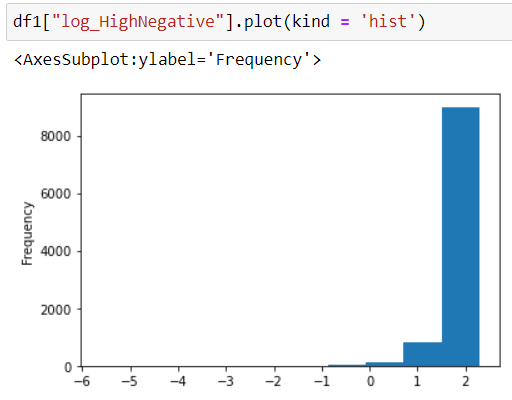 df1["log_HighNegative"].plot(kind = 'hist')
<AxesSubplot:ylabel='Frequency'>
8000
6000
4000
2000
0
Frequency
−6 −5 −4 −3 −2 −1 0 1 2